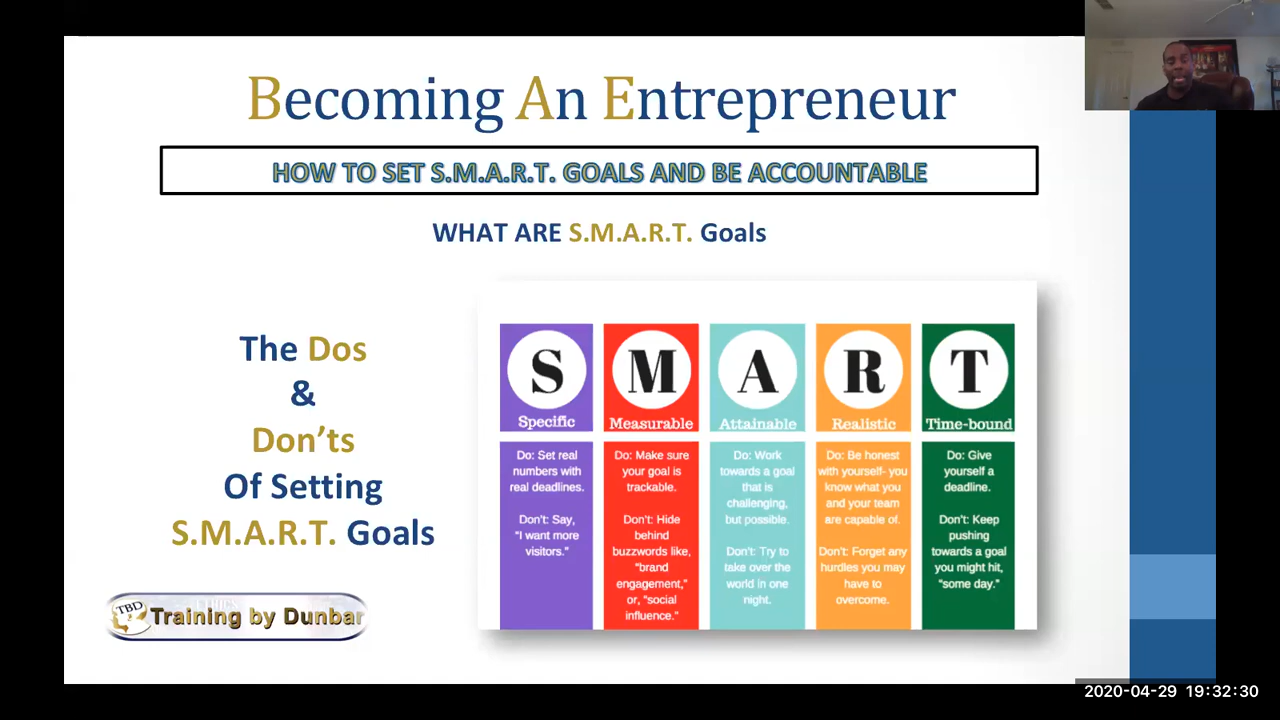 Becoming An Entrepreneur
HOW TO SET S.M.A.R.T. GOALS AND BE ACCOUNTABLE
WHAT ARE S.M.A.R.T. Goals
The Dos
&
Don'ts
Of Setting
S.M.A.R.T. Goals
S
Specific
Do: Set real
numbers with
real deadlines.
Don't: Say,
"I want more
visitors."
M
Measurable
Do: Make sure
your goal is
trackable.
Don't: Hide
behind
buzzwords like,
"brand
engagement,"
or, "social
influence."
A
Attainable
Do: Work
towards a goal
that is
challenging,
but possible.
Don't: Try to
take over the
world in one
night.
R
Realistic
Do: Be honest
with yourself- you
know what you
and your team
are capable of.
Don't: Forget any
hurdles you may
have to
overcome.
T
Time-bound
Do: Give
yourself a
deadline.
Don't: Keep
pushing
towards a goal
you might hit,
"some day."
TBD
ETHICS
Training by Dunbar
2020-04-29 19:32:30